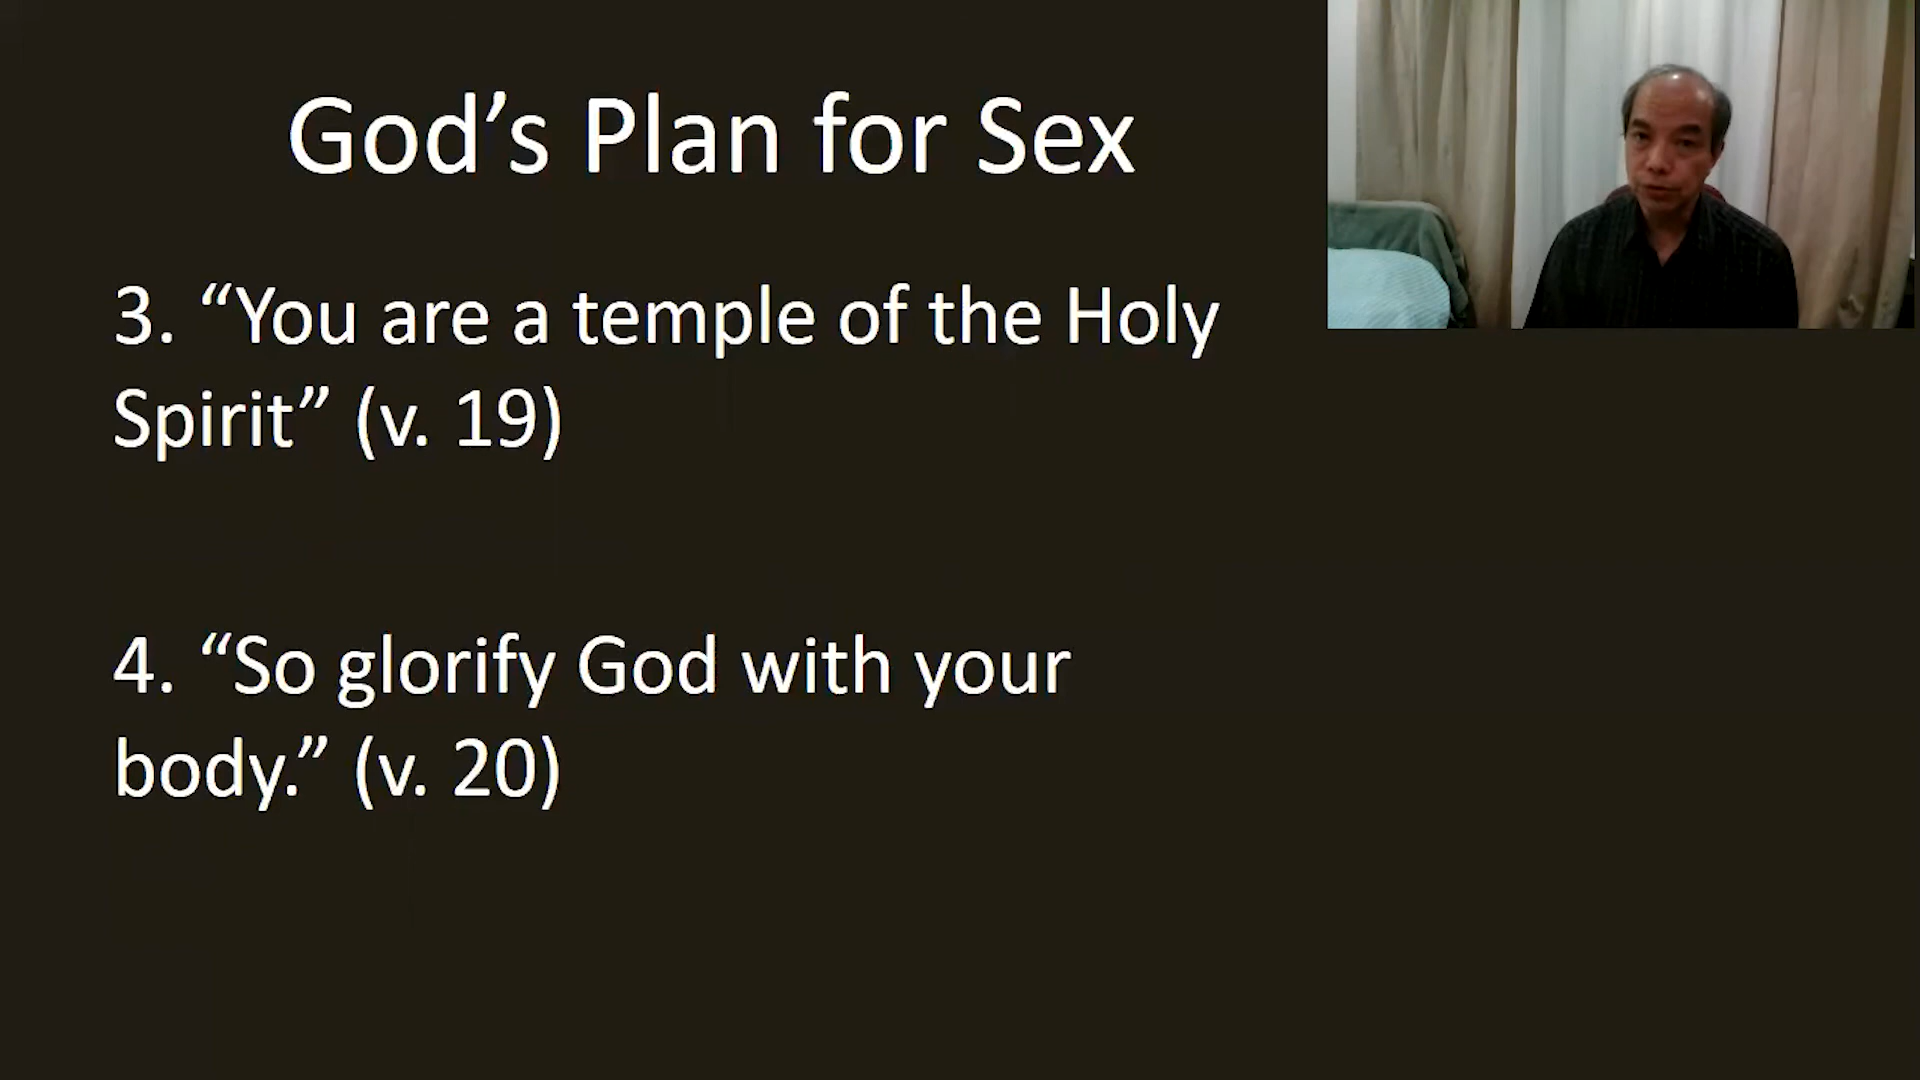 God’s Plan for Sex
3. “You are a temple of the Holy
Spirit” (v. 19)
4. “So glorify God with your
body.” (v. 20)